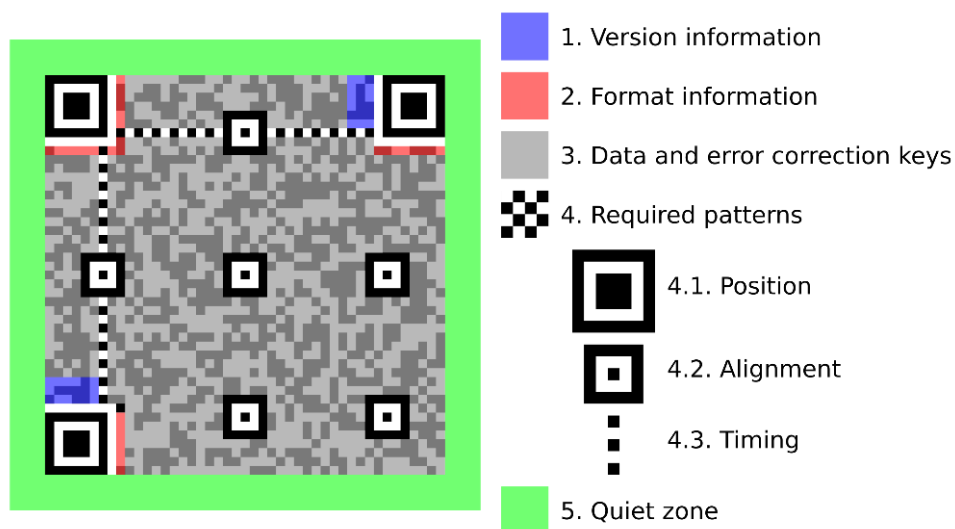 1. Version information
2. Format information
3. Data and error correction keys
4. Required patterns
4.1. Position
4.2. Alignment
4.3. Timing
5. Quiet zone